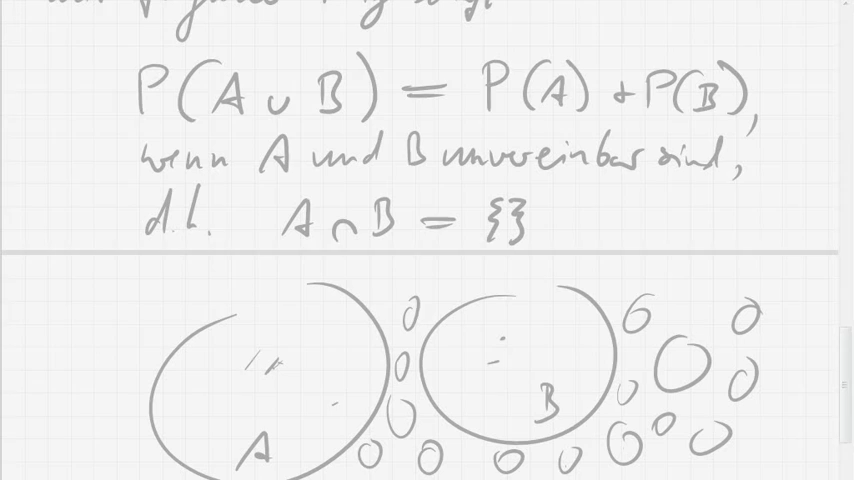 P(A ∪ B) = P(A) + P(B),
wenn A und B unvereinbar sind,
d.h. A ∩ B = {}
A B